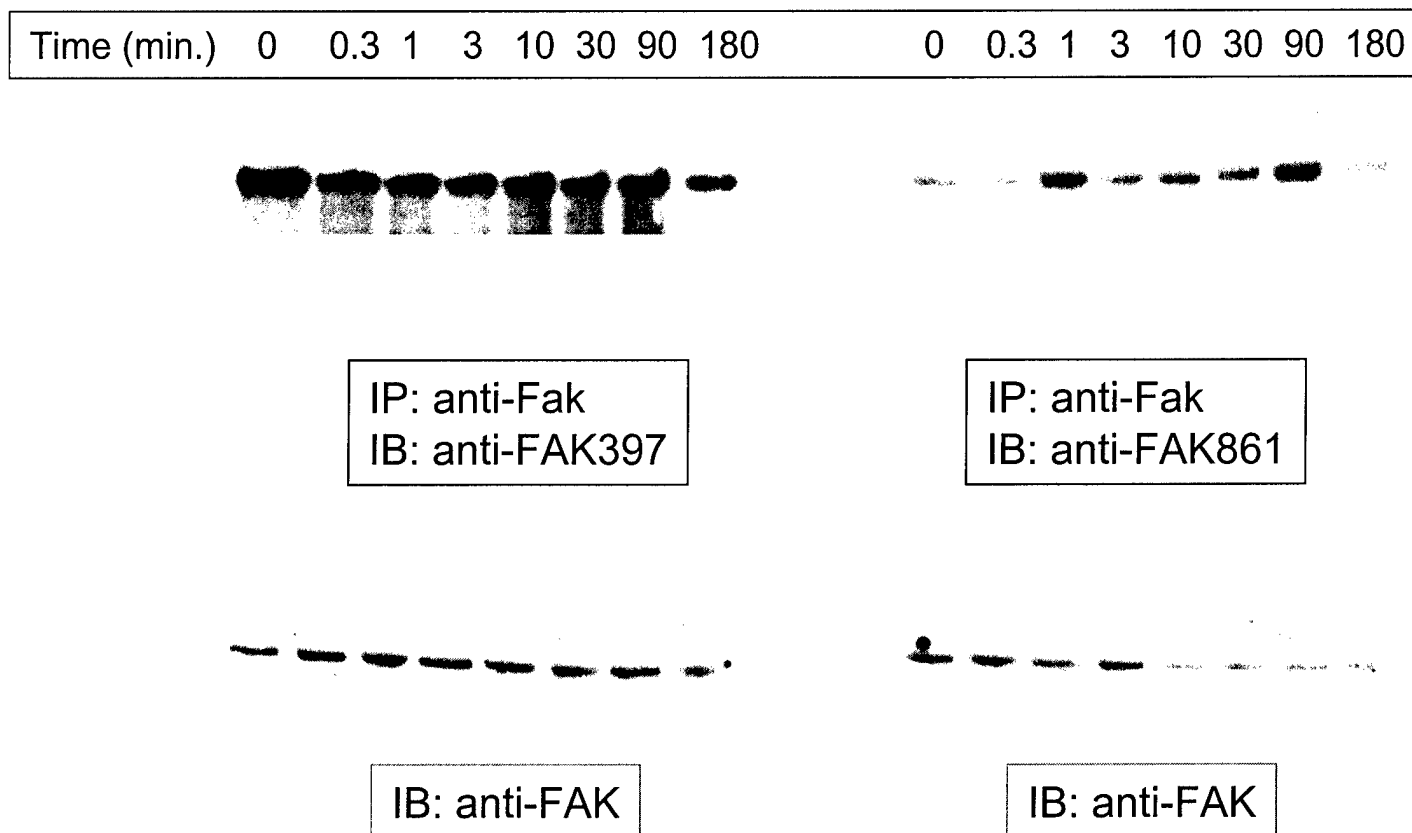 Time (min.) 0 0.3 1 3 10 30 90 180 0 0.3 1 3 10 30 90 180
IP: anti-Fak
IB: anti-FAK397
IP: anti-Fak
IB: anti-FAK861
IB: anti-FAK
IB: anti-FAK